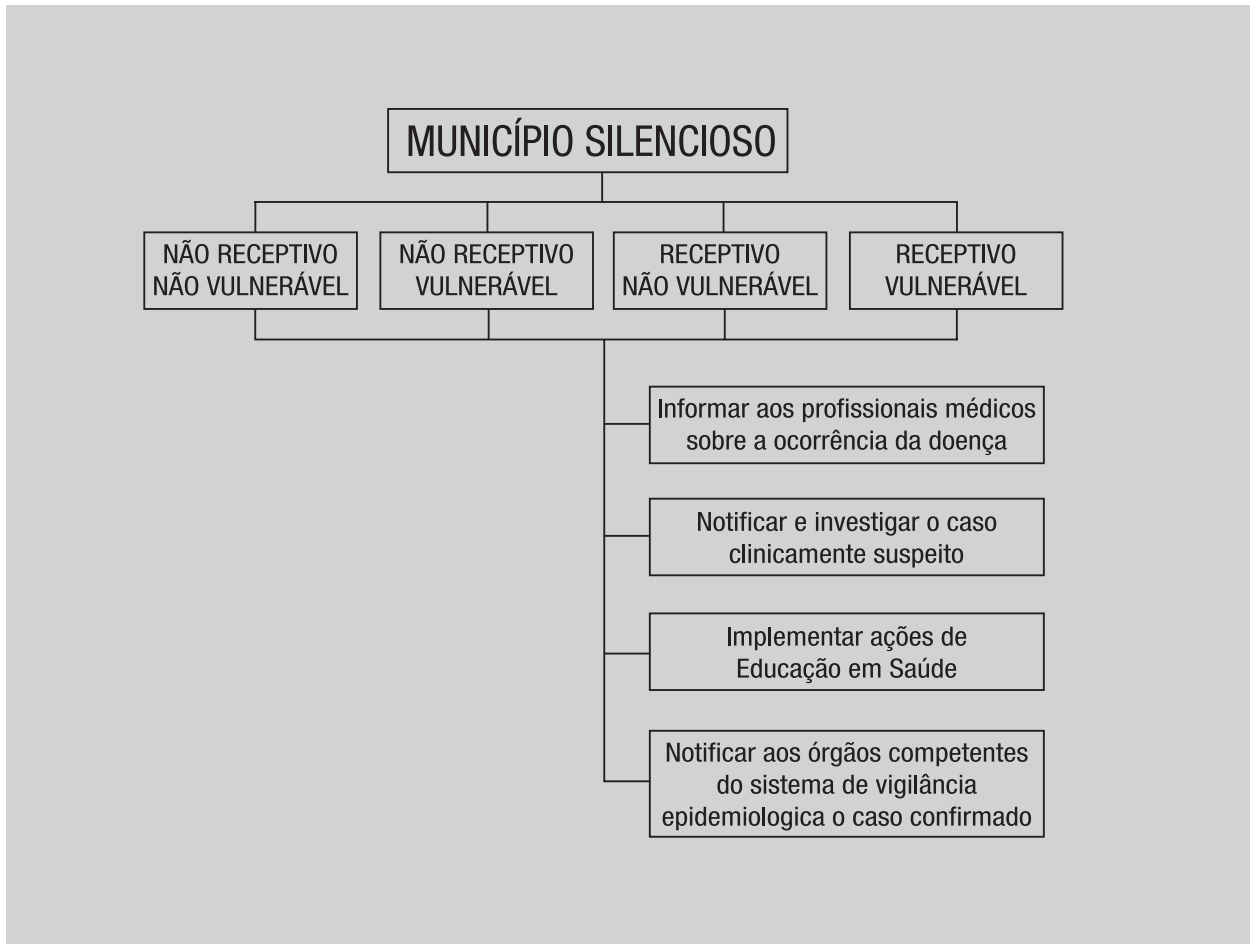 MUNICÍPIO SILENCIOSO
NÃO RECEPTIVO
NÃO VULNERÁVEL
NÃO RECEPTIVO
VULNERÁVEL
RECEPTIVO
NÃO VULNERÁVEL
RECEPTIVO
VULNERÁVEL
Informar aos profissionais médicos
sobre a ocorrência da doença
Notificar e investigar o caso
clinicamente suspeito
Implementar ações de
Educação em Saúde
Notificar aos órgãos competentes
do sistema de vigilância
epidemiologica o caso confirmado